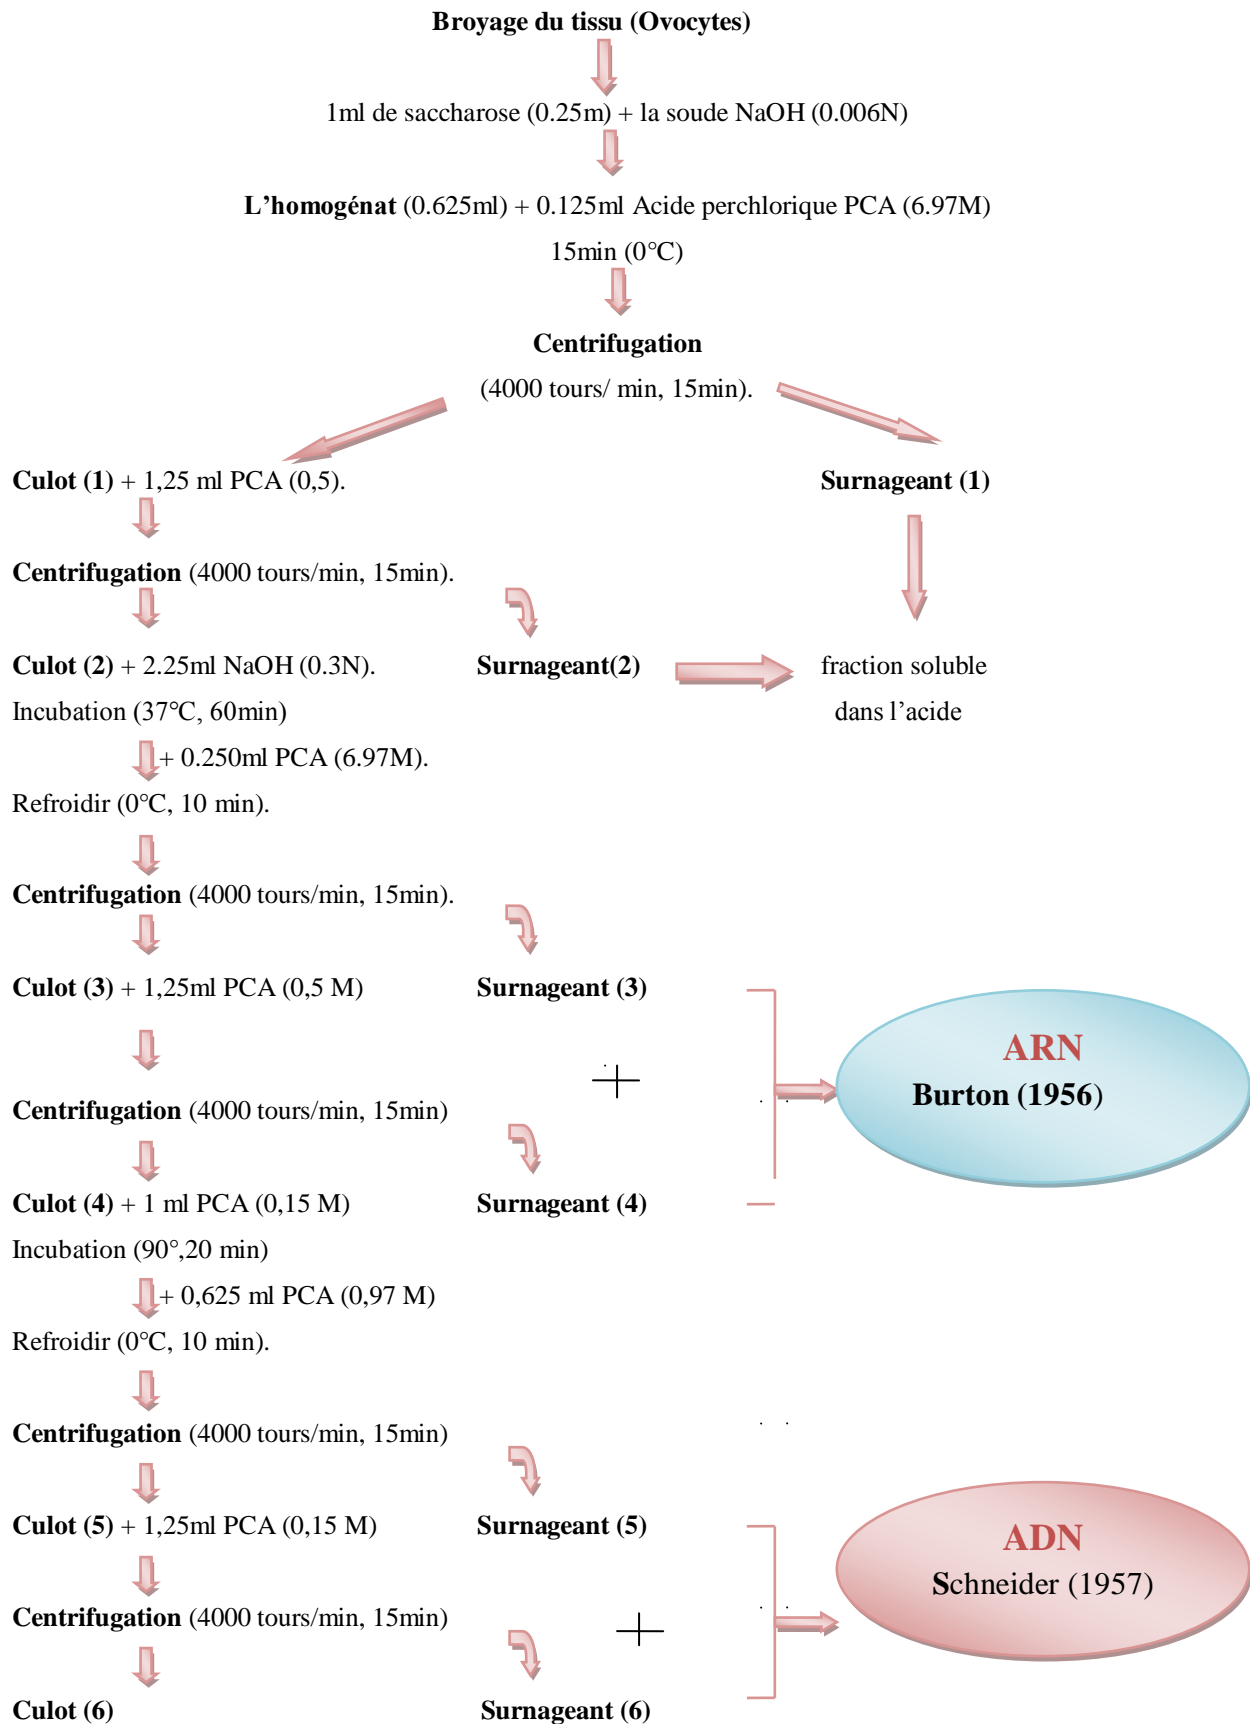 Broyage du tissu (Ovocytes)
1ml de saccharose (0.25m) + la soude NaOH (0.006N)
L'homogénat (0.625ml) + 0.125ml Acide perchlorique PCA (6.97M)
15min (0°C)
Centrifugation
(4000 tours/ min, 15min).
Culot (1) + 1,25 ml PCA (0,5).
Surnageant (1)
Centrifugation (4000 tours/min, 15min).
Culot (2) + 2.25ml NaOH (0.3N).
Surnageant(2)
fraction soluble
Incubation (37°C, 60min)
dans l'acide
+ 0.250ml PCA (6.97M).
Refroidir (0°C, 10 min).
Centrifugation (4000 tours/min, 15min).
Culot (3) + 1,25ml PCA (0,5 M)
Surnageant (3)
+
ARN
Burton (1956)
Centrifugation (4000 tours/min, 15min)
Culot (4) + 1 ml PCA (0,15 M)
Surnageant (4)
Incubation (90°,20 min)
+ 0,625 ml PCA (0,97 M)
Refroidir (0°C, 10 min).
Centrifugation (4000 tours/min, 15min)
Culot (5) + 1,25ml PCA (0,15 M)
Surnageant (5)
ADN
Schneider (1957)
Centrifugation (4000 tours/min, 15min)
+
Culot (6)
Surnageant (6)